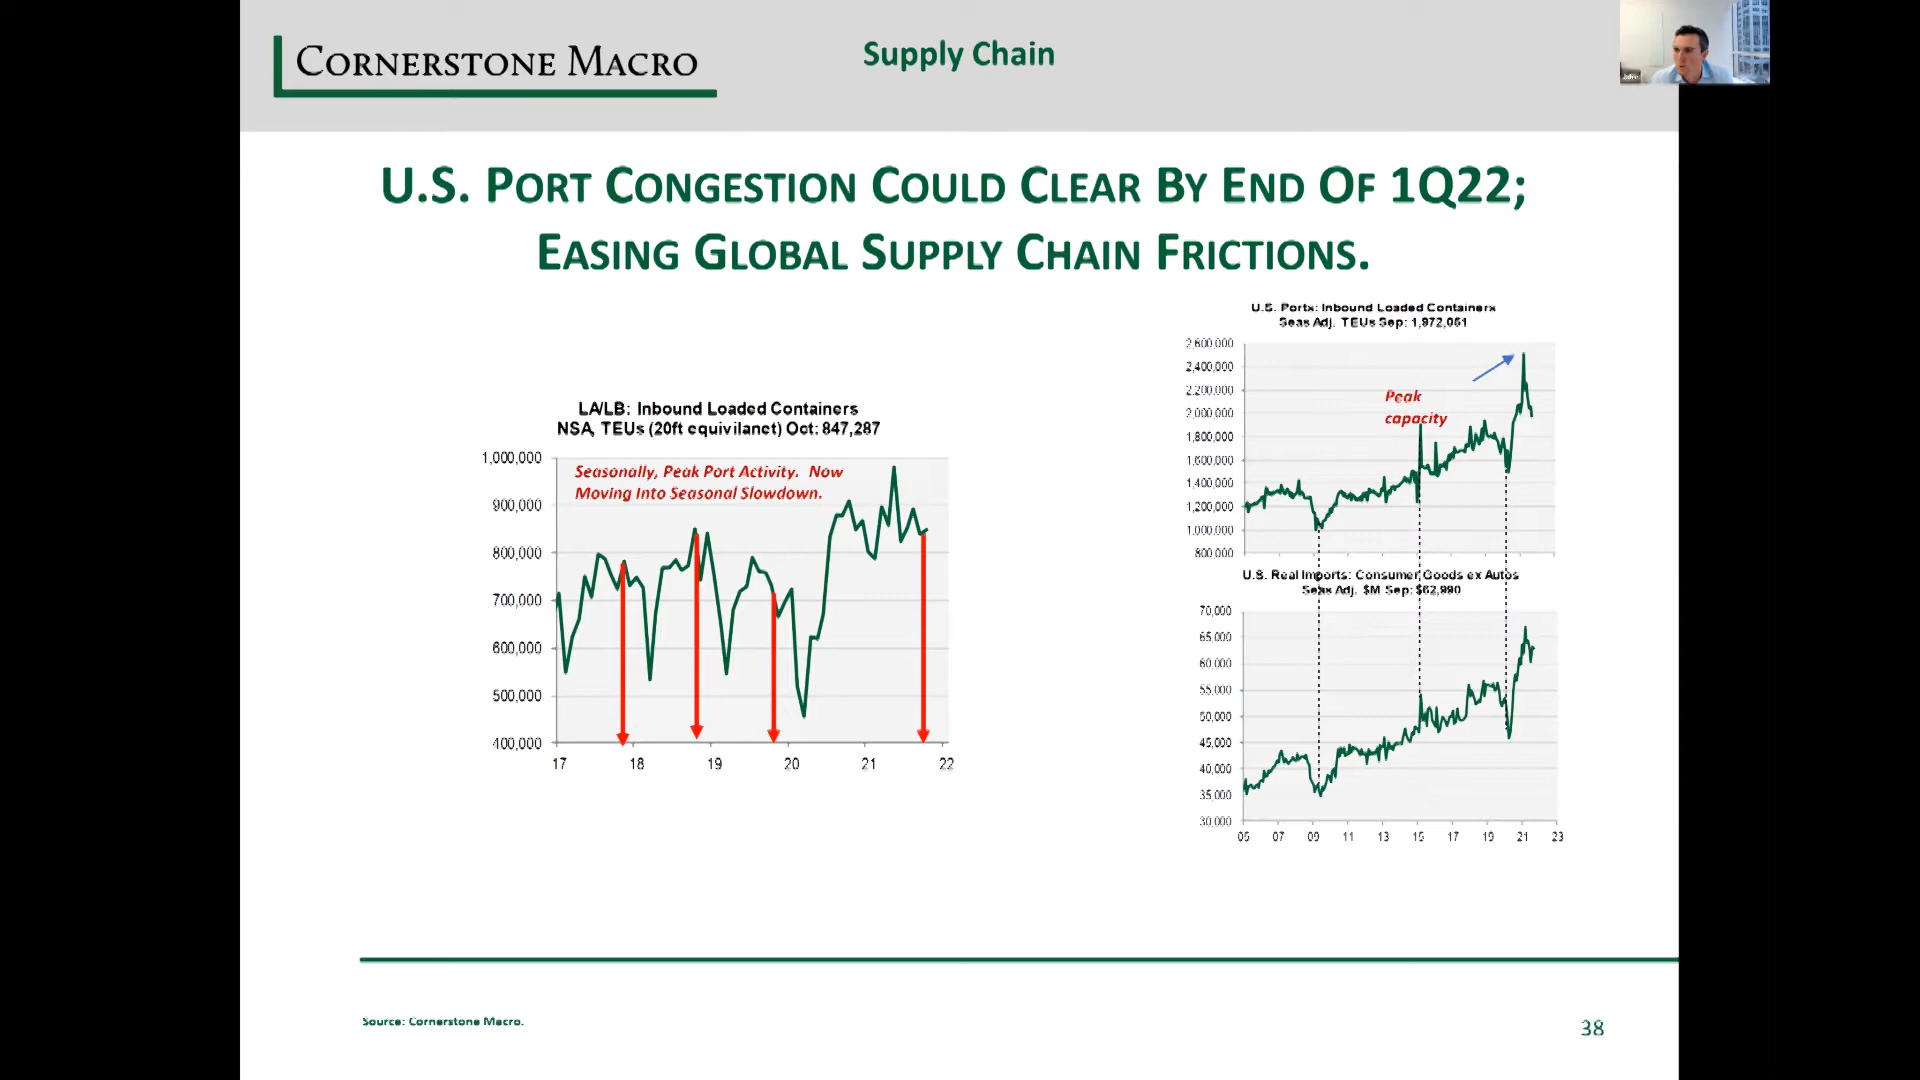 CORNERSTONE MACRO
Supply Chain
U.S. PORT CONGESTION COULD CLEAR BY END OF 1Q22;
EASING GLOBAL SUPPLY CHAIN FRICTIONS.
LA/LB: Inbound Loaded Containers
NSA, TEUs (20ft equivilanet) Oct: 847,287
1,000,000
900,000
800,000
700,000
600,000
500,000
400,000
Seasonally, Peak Port Activity. Now
Moving Into Seasonal Slowdown.
17 18 19 20 21 22
U.S. Ports: Inbound Loaded Containers
Seas Adj. TEUs Sep: 1,972,061
2,600,000
2,400,000
2,200,000
2,000,000
1,800,000
1,600,000
1,400,000
1,200,000
1,000,000
800,000
Peak
capacity
U.S. Real Imports: Consumer Goods ex Autos
Seas Adj. $M Sep: $62,990
70,000
65,000
60,000
55,000
50,000
45,000
40,000
35,000
30,000
05 07 09 11 13 15 17 19 21 23
Source: Cornerstone Macro.
38